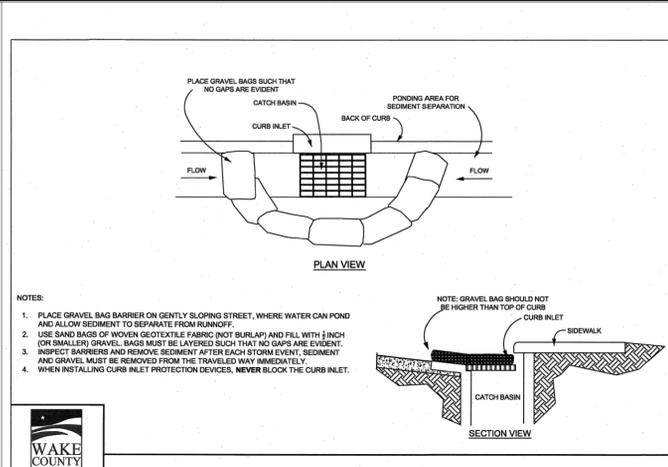 PLACE GRAVEL BAGS SUCH THAT
NO GAPS ARE EVIDENT
CATCH BASIN
CURB INLET
PONDING AREA FOR
SEDIMENT SEPARATION
BACK OF CURB
FLOW
FLOW
PLAN VIEW
NOTES:
1. PLACE GRAVEL BAG BARRIER ON GENTLY SLOPING STREET, WHERE WATER CAN POND
AND ALLOW SEDIMENT TO SEPARATE FROM RUNOFF.
2. USE SAND BAGS OF WOVEN GEOTEXTILE FABRIC (NOT BURLAP) AND FILL WITH INCH
(OR SMALLER) GRAVEL. BAGS MUST BE LAYERED SUCH THAT NO GAPS ARE EVIDENT.
3. INSPECT BARRIERS AND REMOVE SEDIMENT AFTER EACH STORM EVENT, SEDIMENT
AND GRAVEL MUST BE REMOVED FROM THE TRAVELED WAY IMMEDIATELY.
4. WHEN INSTALLING CURB INLET PROTECTION DEVICES, NEVER BLOCK THE CURB INLET.
NOTE: GRAVEL BAG SHOULD NOT
BE HIGHER THAN TOP OF CURB
CURB INLET
SIDEWALK
CATCH BASIN
SECTION VIEW
WAKE
COUNTY